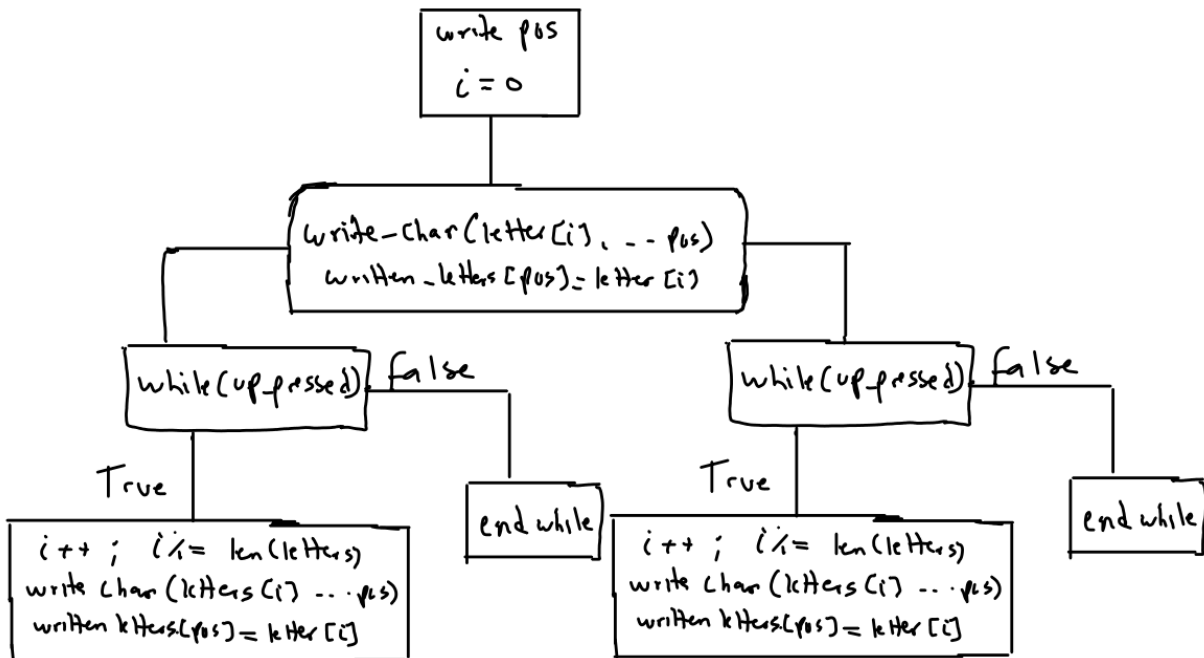 write pos
i = 0
write_char(letter[i], ... pos)
written_letters[pos] = letter[i]
while(up_pressed)
false
while(up_pressed)
false
True
True
end while
end while
i++ ; i%= len(letters)
write char(letters[i] ... pos)
written letters[pos] = letter[i]
i++ ; i%= len(letters)
write char(letters[i] ... pos)
written letters[pos] = letter[i]